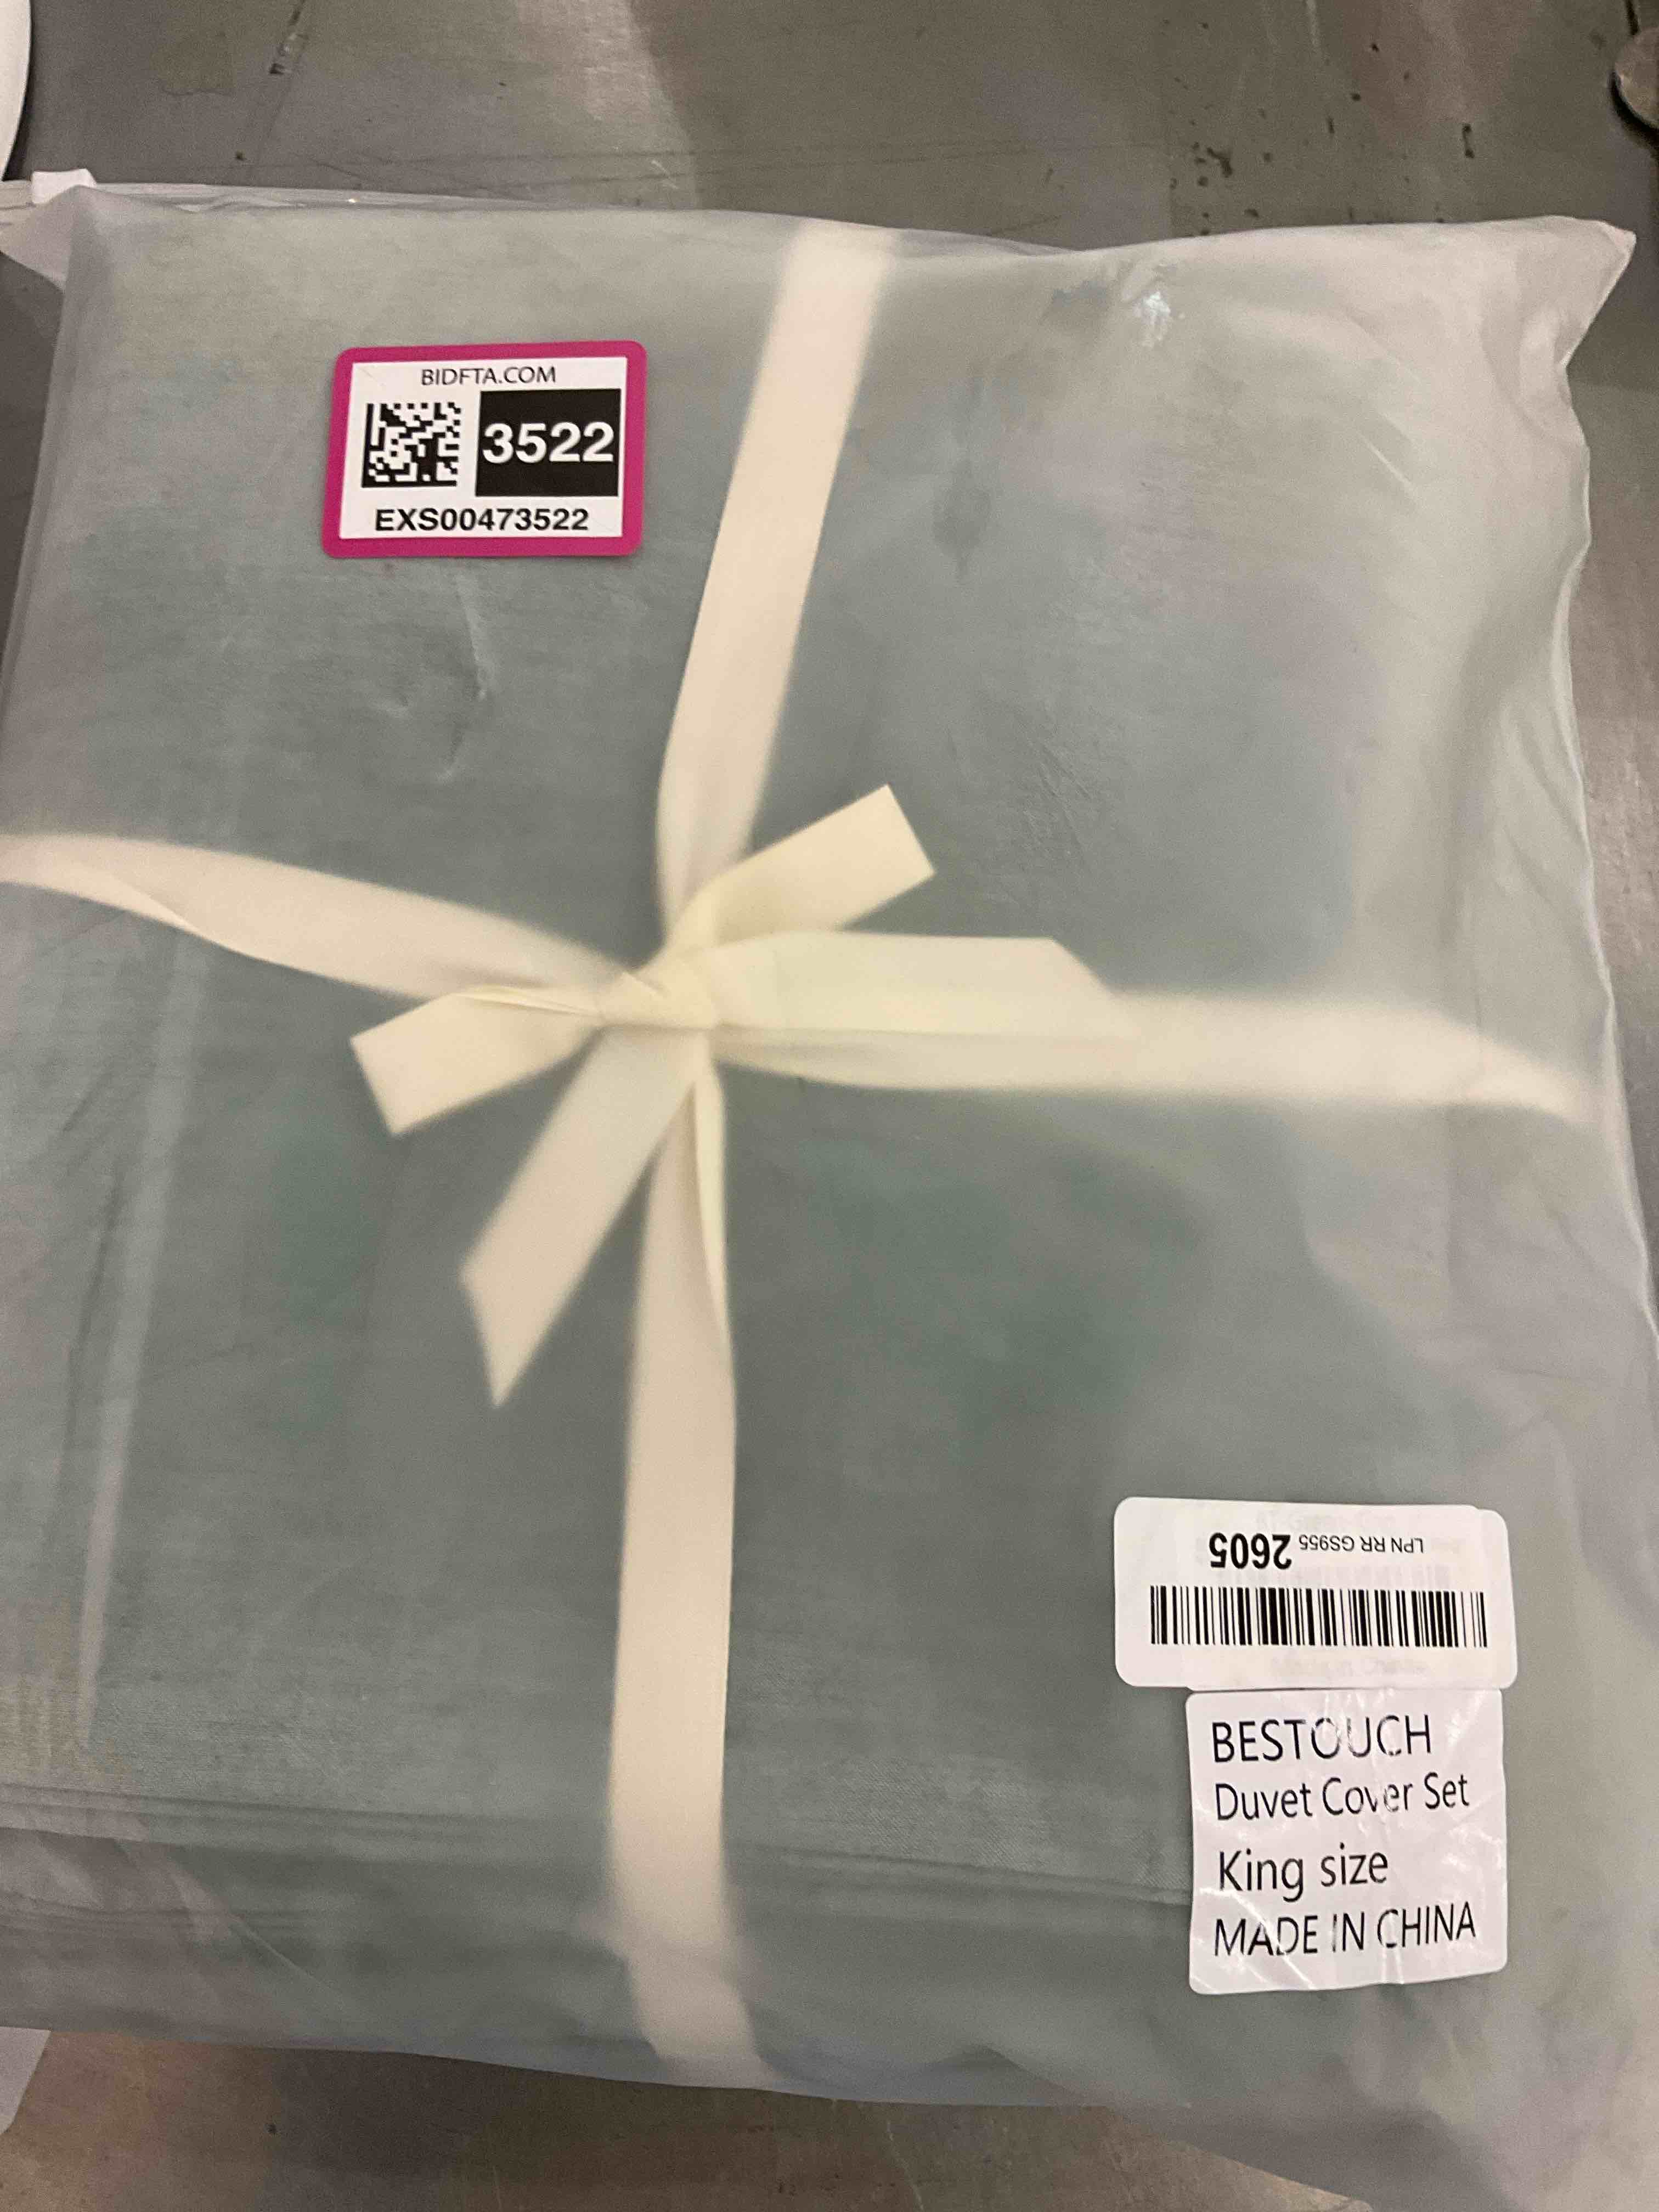 BIDFTA.COM
3522
EXS00473522
LPN RR GS955 2605
BESTOUCH
Duvet Cover Set
King size
MADE IN CHINA